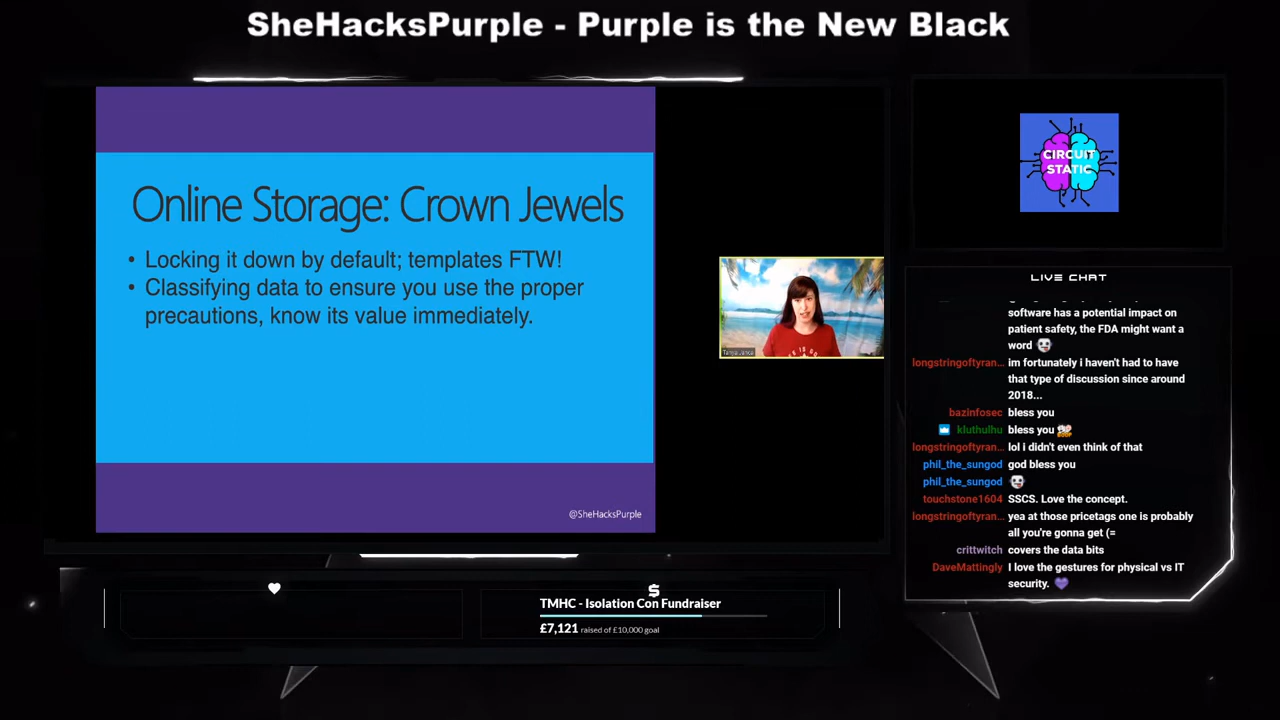 SheHacksPurple - Purple is the New Black
Online Storage: Crown Jewels
• Locking it down by default; templates FTW!
• Classifying data to ensure you use the proper
precautions, know its value immediately.
@SheHacksPurple
Tanya Janca
CIRCUIT
STATIC
LIVE CHAT
software has a potential impact on
patient safety, the FDA might want a
word
longstringoftyran... im fortunately i haven't had to have
that type of discussion since around
2018...
bazinfosec bless you
kluthulhu bless you
longstringoftyran... lol i didn't even think of that
phil_the_sungod god bless you
phil_the_sungod
touchstone1604 SSCS. Love the concept.
longstringoftyran... yea at those pricetags one is probably
all you're gonna get (=
crittwitch covers the data bits
DaveMattingly I love the gestures for physical vs IT
security.
TMHC - Isolation Con Fundraiser
£7,121 raised of £10,000 goal